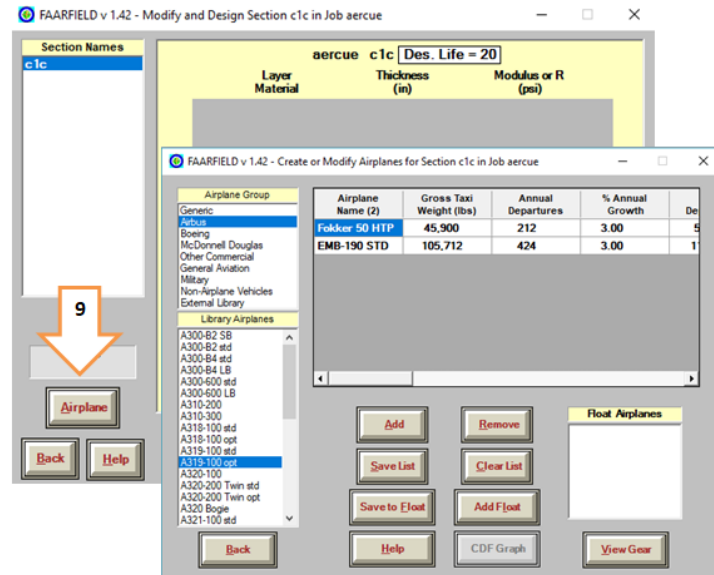 FAARFIELD v 1.42 - Modify and Design Section c1c in Job aercue
Section Names
c1c
aercue c1c Des. Life = 20
Layer Material
Thickness (in)
Modulus or R (psi)
9
Airplane
Back
Help
FAARFIELD v 1.42 - Create or Modify Airplanes for Section c1c in Job aercue
Airplane Group
Generic
Airbus
Boeing
McDonnell Douglas
Other Commercial
General Aviation
Military
Non-Airplane Vehicles
External Library
Library Airplanes
A300-B2 SB
A300-B2 std
A300-B4 std
A300-B4 LB
A300-600 std
A300-600 LB
A310-200
A310-300
A318-100 std
A318-100 opt
A319-100 std
A319-100 opt
A320-100
A320-200 Twin std
A320-200 Twin opt
A320 Bogie
A321-100 std
Airplane Name (2)
Gross Taxi Weight (lbs)
Annual Departures
% Annual Growth
De
Fokker 50 HTP 45,900 212 3.00 5
EMB-190 STD 105,712 424 3.00 1
Add
Remove
Save List
Clear List
Save to Float
Add Float
Back
Help
CDF Graph
Float Airplanes
View Gear